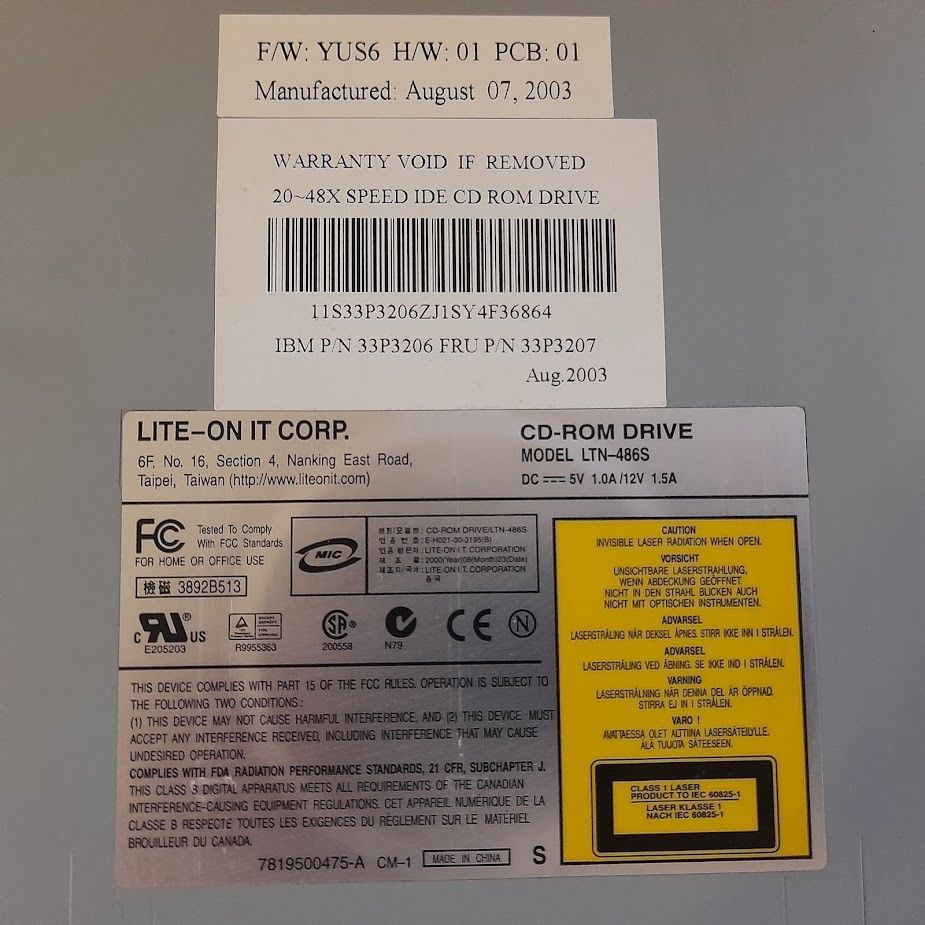 F/W: YUS6 H/W: 01 PCB: 01
Manufactured: August 07, 2003
WARRANTY VOID IF REMOVED
20~48X SPEED IDE CD ROM DRIVE
11S33P3206ZJ1SY4F36864
IBM P/N 33P3206 FRU P/N 33P3207
Aug.2003
LITE-ON IT CORP.
6F, No. 16, Section 4, Nanking East Road,
Taipei, Taiwan (http://www.liteonit.com)
CD-ROM DRIVE
MODEL LTN-486S
DC 5V 1.0A/12V 1.5A
FC Tested To Comply
With FCC Standards
FOR HOME OR OFFICE USE
檢磁 3892B513
MIC
CD-ROM DRIVE/LTN-486S
E-H021-00-3195(B)
LITE-ON I.T. CORPORATION
2000(Year)08(Month)23(Date)
LITE-ON I.T. CORPORATION
중국
C UR ® US
E205203
R9955363
SA ®
200558
N79
CE
N
THIS DEVICE COMPLIES WITH PART 15 OF THE FCC RULES. OPERATION IS SUBJECT TO
THE FOLLOWING TWO CONDITIONS :
(1) THIS DEVICE MAY NOT CAUSE HARMFUL INTERFERENCE, AND (2) THIS DEVICE MUST
ACCEPT ANY INTERFERENCE RECEIVED, INCLUDING INTERFERENCE THAT MAY CAUSE
UNDESIRED OPERATION.
COMPLIES WITH FDA RADIATION PERFORMANCE STANDARDS, 21 CFR, SUBCHAPTER J.
THIS CLASS B DIGITAL APPARATUS MEETS ALL REQUIREMENTS OF THE CANADIAN
INTERFERENCE-CAUSING EQUIPMENT REGULATIONS. CET APPAREIL NUMÉRIQUE DE LA
CLASSE B RESPECTE TOUTES LES EXIGENCES DU RÈGLEMENT SUR LE MATÉRIEL
BROUILLEUR DU CANADA.
7819500475-A CM-1 MADE IN CHINA S
CAUTION
INVISIBLE LASER RADIATION WHEN OPEN.
VORSICHT
UNSICHTBARE LASERSTRAHLUNG,
WENN ABDECKUNG GEÖFFNET.
NICHT IN DEN STRAHL BLICKEN AUCH
NICHT MIT OPTISCHEN INSTRUMENTEN.
ADVARSEL
LASERSTRÅLING NÅR DEKSEL ÅPNES. STIRR IKKE INN I STRÅLEN.
ADVARSEL
LASERSTRÅLING VED ÅBNING. SE IKKE IND I STRÅLEN.
VARNING
LASERSTRÅLNING NÄR DENNA DEL ÄR ÖPPNAD.
STIRRA EJ IN I STRÅLEN.
VARO !
AVATTAESSA OLET ALTTIINA LASERSÄTEILYLLE.
ÄLÄ TUIJOTA SÄTEESEEN.
CLASS 1 LASER
PRODUCT TO IEC 60825-1
LASER KLASSE 1
NACH IEC 60825-1